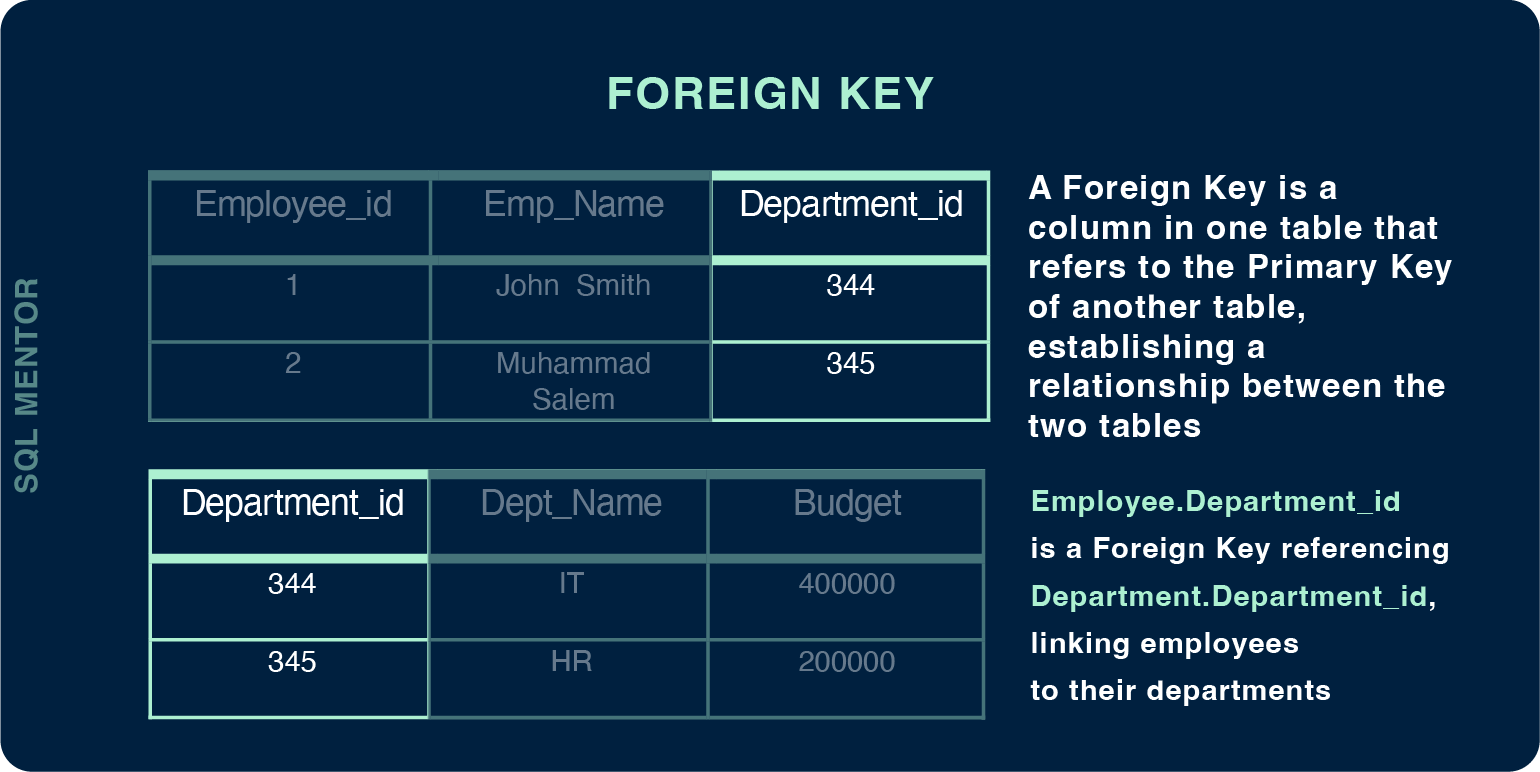 FOREIGN KEY
Employee_id Emp_Name Department_id
1 John Smith 344
2 Muhammad Salem 345
A Foreign Key is a
column in one table that
refers to the Primary Key
of another table,
establishing a
relationship between the
two tables
Department_id Dept_Name Budget
344 IT 400000
345 HR 200000
Employee.Department_id
is a Foreign Key referencing
Department.Department_id,
linking employees
to their departments
SQL MENTOR